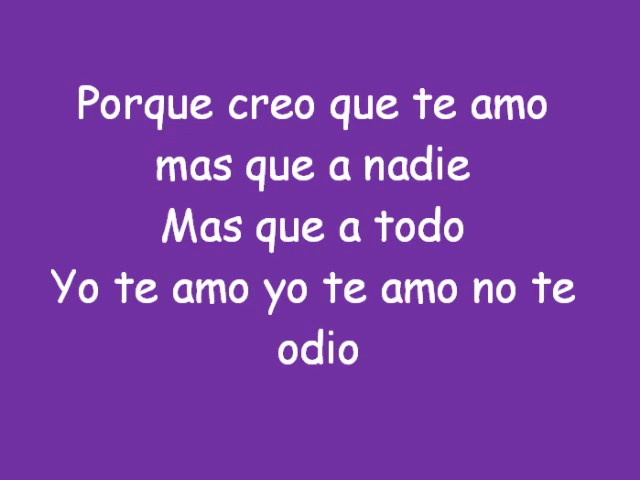 Porque creo que te amo
mas que a nadie
Mas que a todo
Yo te amo yo te amo no te
odio